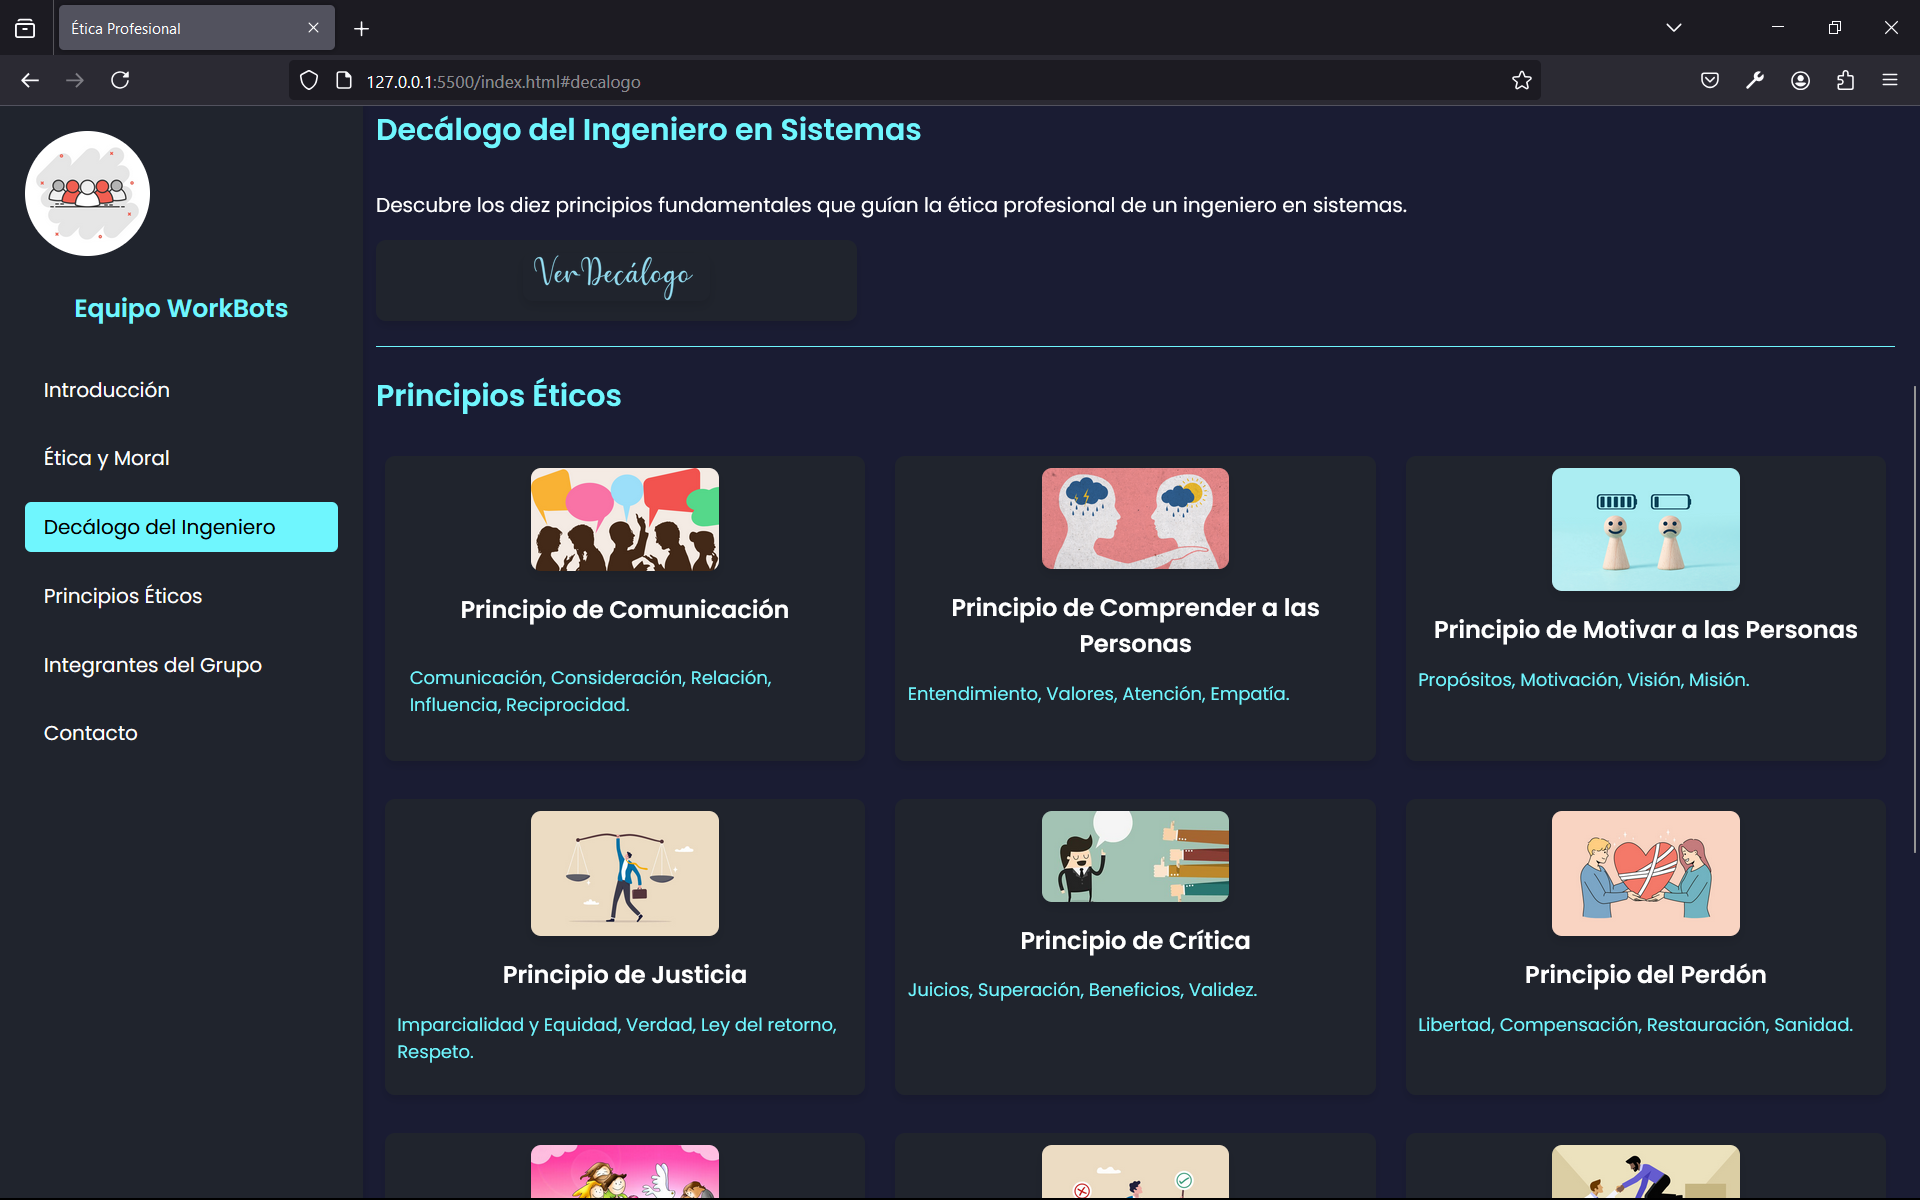 Ética Profesional
127.0.0.1:5500/index.html#decalogo
Equipo WorkBots
Introducción
Ética y Moral
Decálogo del Ingeniero
Principios Éticos
Integrantes del Grupo
Contacto
Decálogo del Ingeniero en Sistemas
Descubre los diez principios fundamentales que guían la ética profesional de un ingeniero en sistemas.
Ver Decálogo
Principios Éticos
Principio de Comunicación
Comunicación, Consideración, Relación,
Influencia, Reciprocidad.
Principio de Comprender a las
Personas
Entendimiento, Valores, Atención, Empatía.
Principio de Motivar a las Personas
Propósitos, Motivación, Visión, Misión.
Principio de Justicia
Imparcialidad y Equidad, Verdad, Ley del retorno,
Respeto.
Principio de Crítica
Juicios, Superación, Beneficios, Validez.
Principio del Perdón
Libertad, Compensación, Restauración, Sanidad.